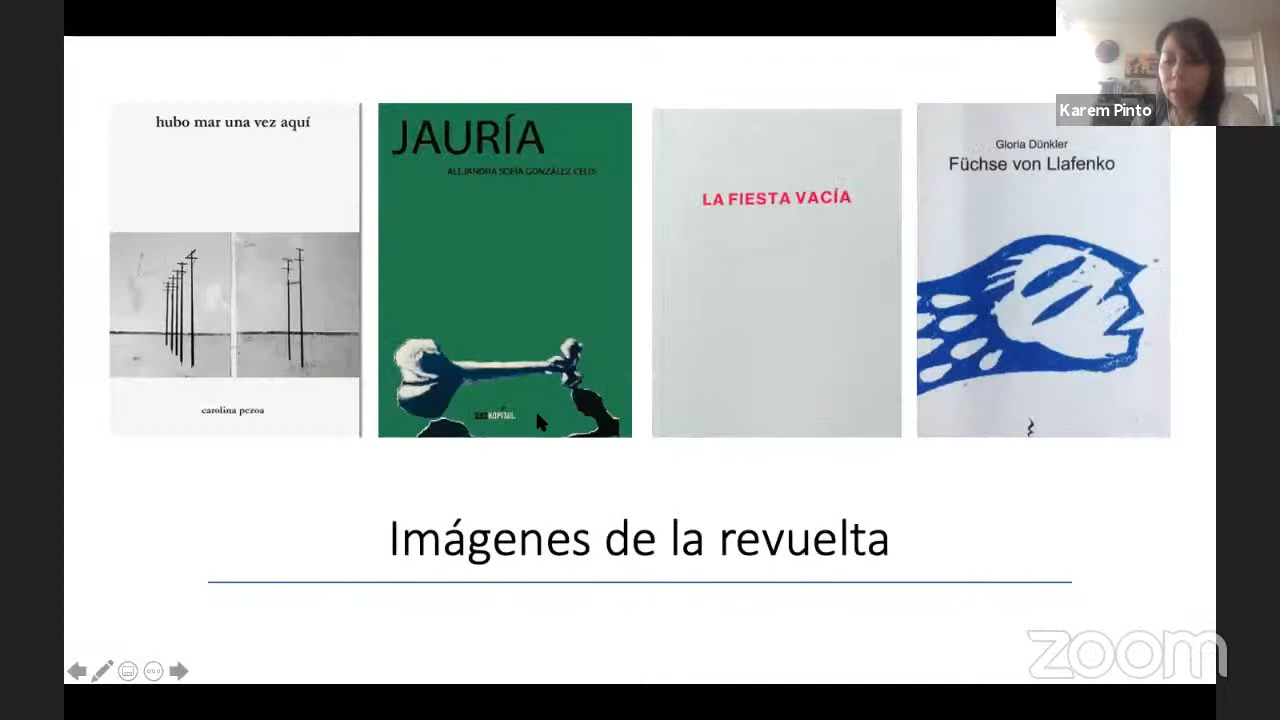 hubo mar una vez aquí
carolina pezoa
JAURÍA
ALEJANDRA SOFÍA GONZÁLEZ CELIS
LA FIESTA VACÍA
Gloria Dünkler
Füchse von Llafenko
Karem Pinto
Imágenes de la revuelta
zoom